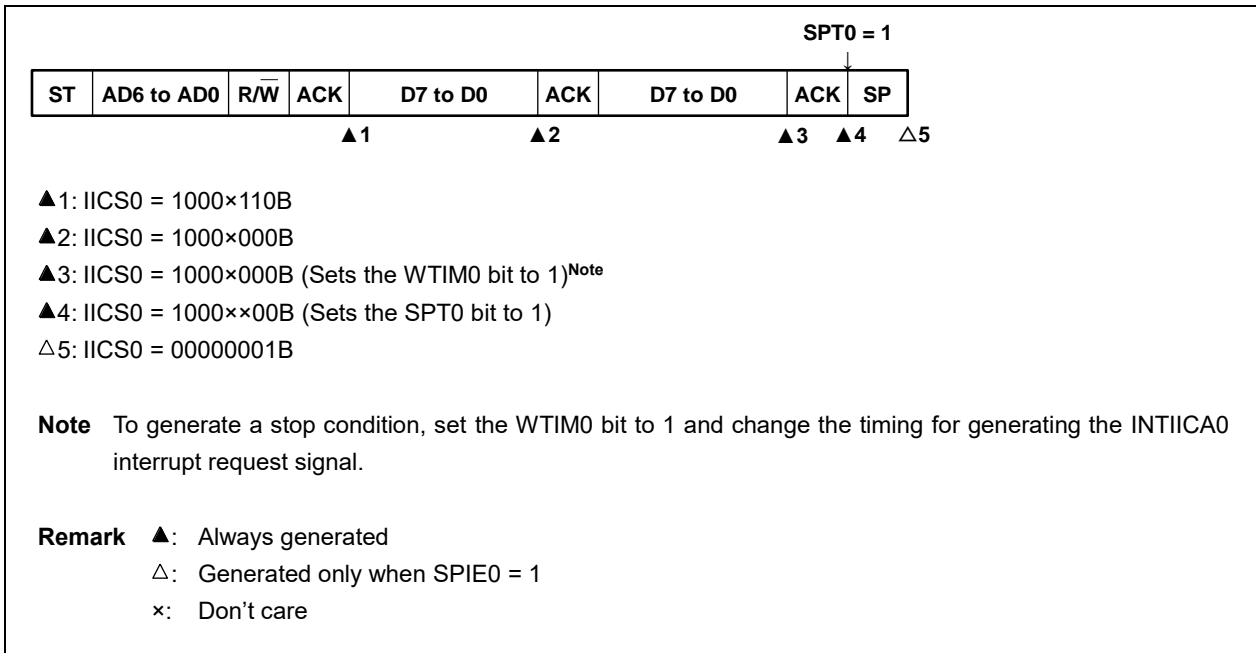 SPT0 = 1
↓
ST AD6 to AD0 R/W̅ ACK D7 to D0 ACK D7 to D0 ACK SP
▲1 ▲2 ▲3 ▲4 △5
▲1: IICS0 = 1000×110B
▲2: IICS0 = 1000×000B
▲3: IICS0 = 1000×000B (Sets the WTIM0 bit to 1)Note
▲4: IICS0 = 1000××00B (Sets the SPT0 bit to 1)
△5: IICS0 = 00000001B
Note To generate a stop condition, set the WTIM0 bit to 1 and change the timing for generating the INTIICA0
interrupt request signal.
Remark ▲: Always generated
△: Generated only when SPIE0 = 1
×: Don't care